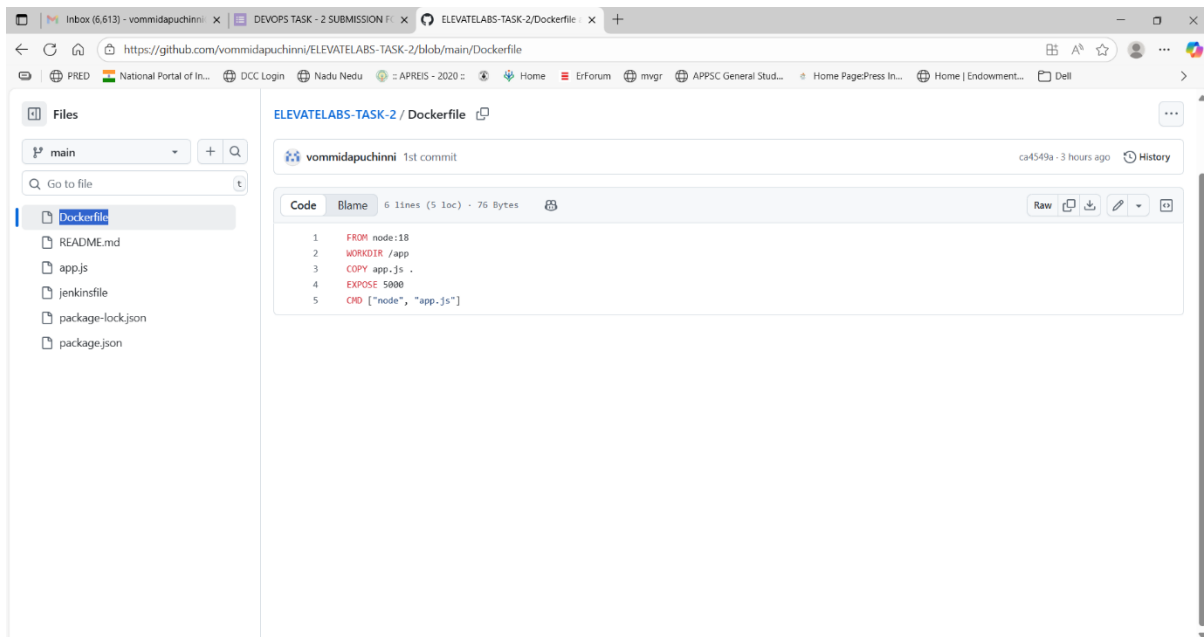 Inbox (6,613) - vommidapuchinni
DEVOPS TASK - 2 SUBMISSION F
ELEVATELABS-TASK-2/Dockerfile
https://github.com/vommidapuchinni/ELEVATELABS-TASK-2/blob/main/Dockerfile
PRED
National Portal of In...
DCC Login
Nadu Nedu
:: APREIS - 2020 ::
Home
ErForum
mvgr
APPSC General Stud...
Home Page:Press In...
Home | Endowment...
Dell
Files
main
Go to file
t
Dockerfile
README.md
app.js
jenkinsfile
package-lock.json
package.json
ELEVATELABS-TASK-2 / Dockerfile
vommidapuchinni 1st commit
ca4549a · 3 hours ago
History
Code Blame 6 lines (5 loc) · 76 Bytes
Raw
1 FROM node:18
2 WORKDIR /app
3 COPY app.js .
4 EXPOSE 5000
5 CMD ["node", "app.js"]